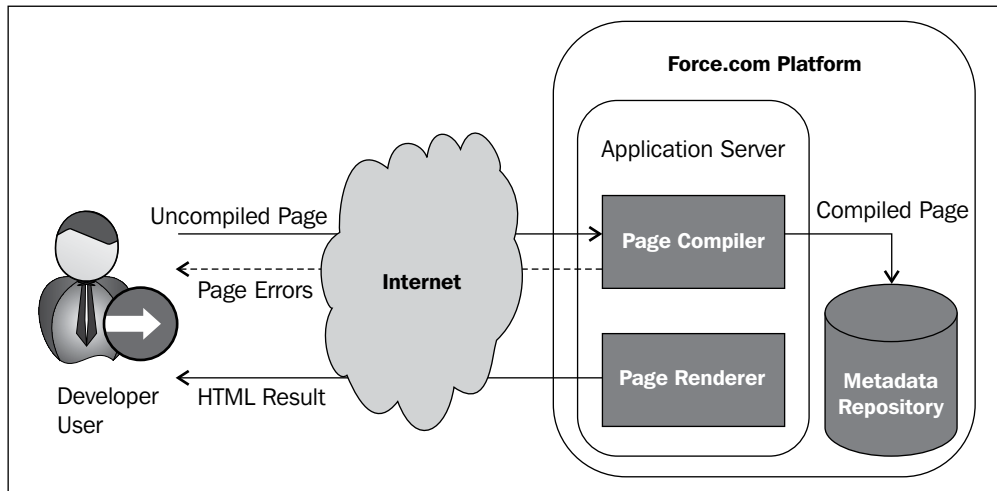 Force.com Platform
Application Server
Uncompiled Page
Page Compiler
Compiled Page
Page Errors
Internet
Page Renderer
HTML Result
Developer
User
Metadata
Repository